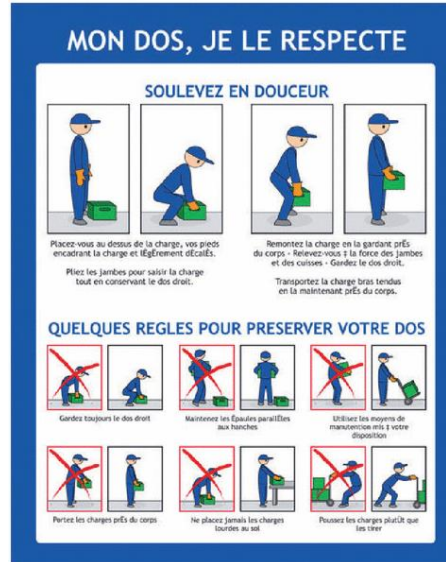 MON DOS, JE LE RESPECTE
SOULEVEZ EN DOUCEUR
Placez-vous au dessus de la charge, vos pieds
encadrant la charge et lÉgÈrement dÉcalÉs.
Pliez les jambes pour saisir la charge
tout en conservant le dos droit.
Remontez la charge en la gardant prÈs
du corps - Relevez-vous ‡ la force des jambes
et des cuisses - Gardez le dos droit.
Transportez la charge bras tendus
en la maintenant prÈs du corps.
QUELQUES REGLES POUR PRESERVER VOTRE DOS
Gardez toujours le dos droit
Maintenez les Épaules parallÈles
aux hanches
Utilisez les moyens de
manutention mis ‡ votre
disposition
Portez les charges prÈs du corps
Ne placez jamais les charges
lourdes au sol
Poussez les charges plutÙt que
les tirer